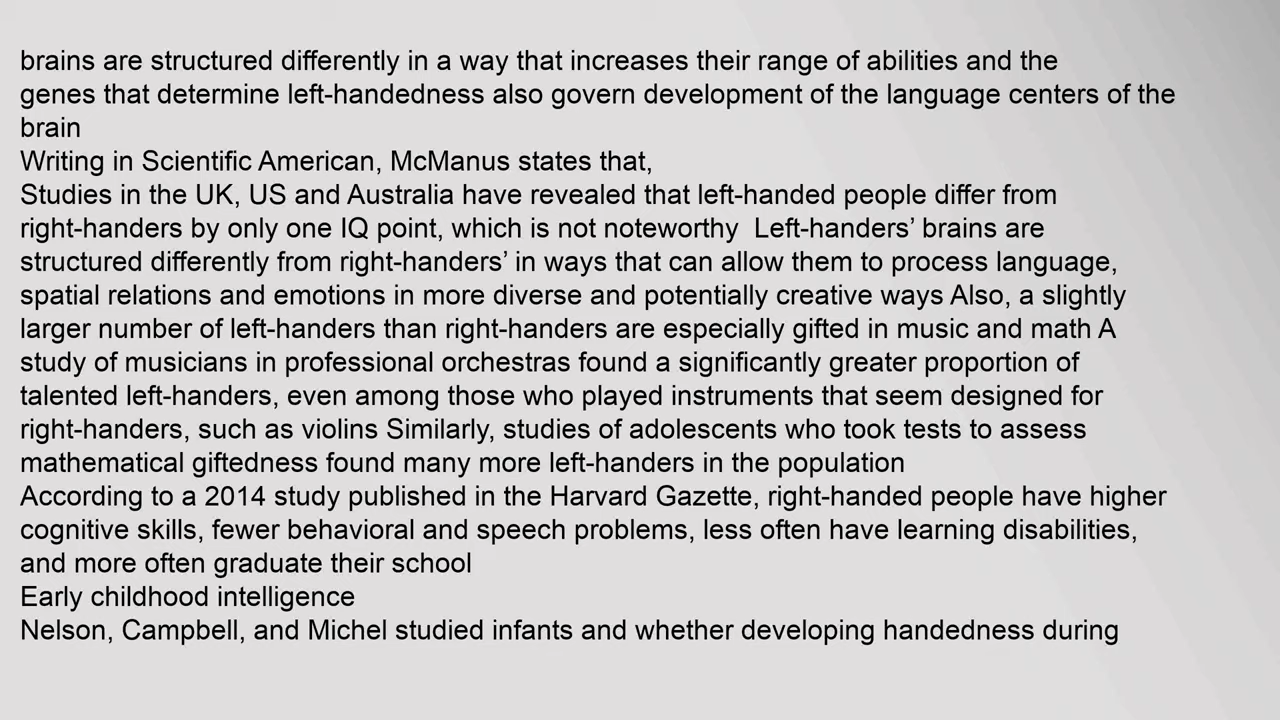 brains are structured differently in a way that increases their range of abilities and the
genes that determine left-handedness also govern development of the language centers of the
brain
Writing in Scientific American, McManus states that,
Studies in the UK, US and Australia have revealed that left-handed people differ from
right-handers by only one IQ point, which is not noteworthy  Left-handers’ brains are
structured differently from right-handers’ in ways that can allow them to process language,
spatial relations and emotions in more diverse and potentially creative ways Also, a slightly
larger number of left-handers than right-handers are especially gifted in music and math A
study of musicians in professional orchestras found a significantly greater proportion of
talented left-handers, even among those who played instruments that seem designed for
right-handers, such as violins Similarly, studies of adolescents who took tests to assess
mathematical giftedness found many more left-handers in the population
According to a 2014 study published in the Harvard Gazette, right-handed people have higher
cognitive skills, fewer behavioral and speech problems, less often have learning disabilities,
and more often graduate their school
Early childhood intelligence
Nelson, Campbell, and Michel studied infants and whether developing handedness during